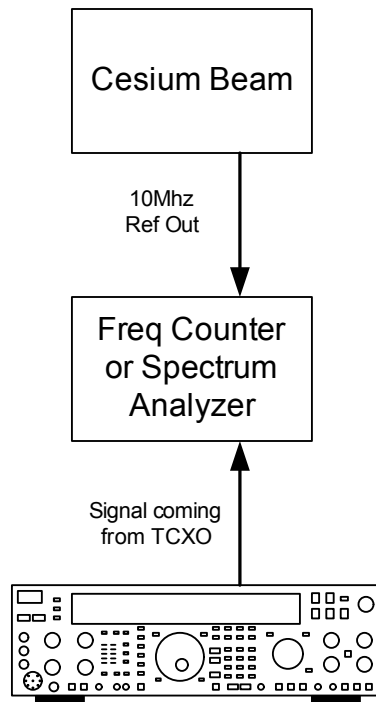 Cesium Beam
10Mhz
Ref Out
Freq Counter
or Spectrum
Analyzer
Signal coming
from TCXO